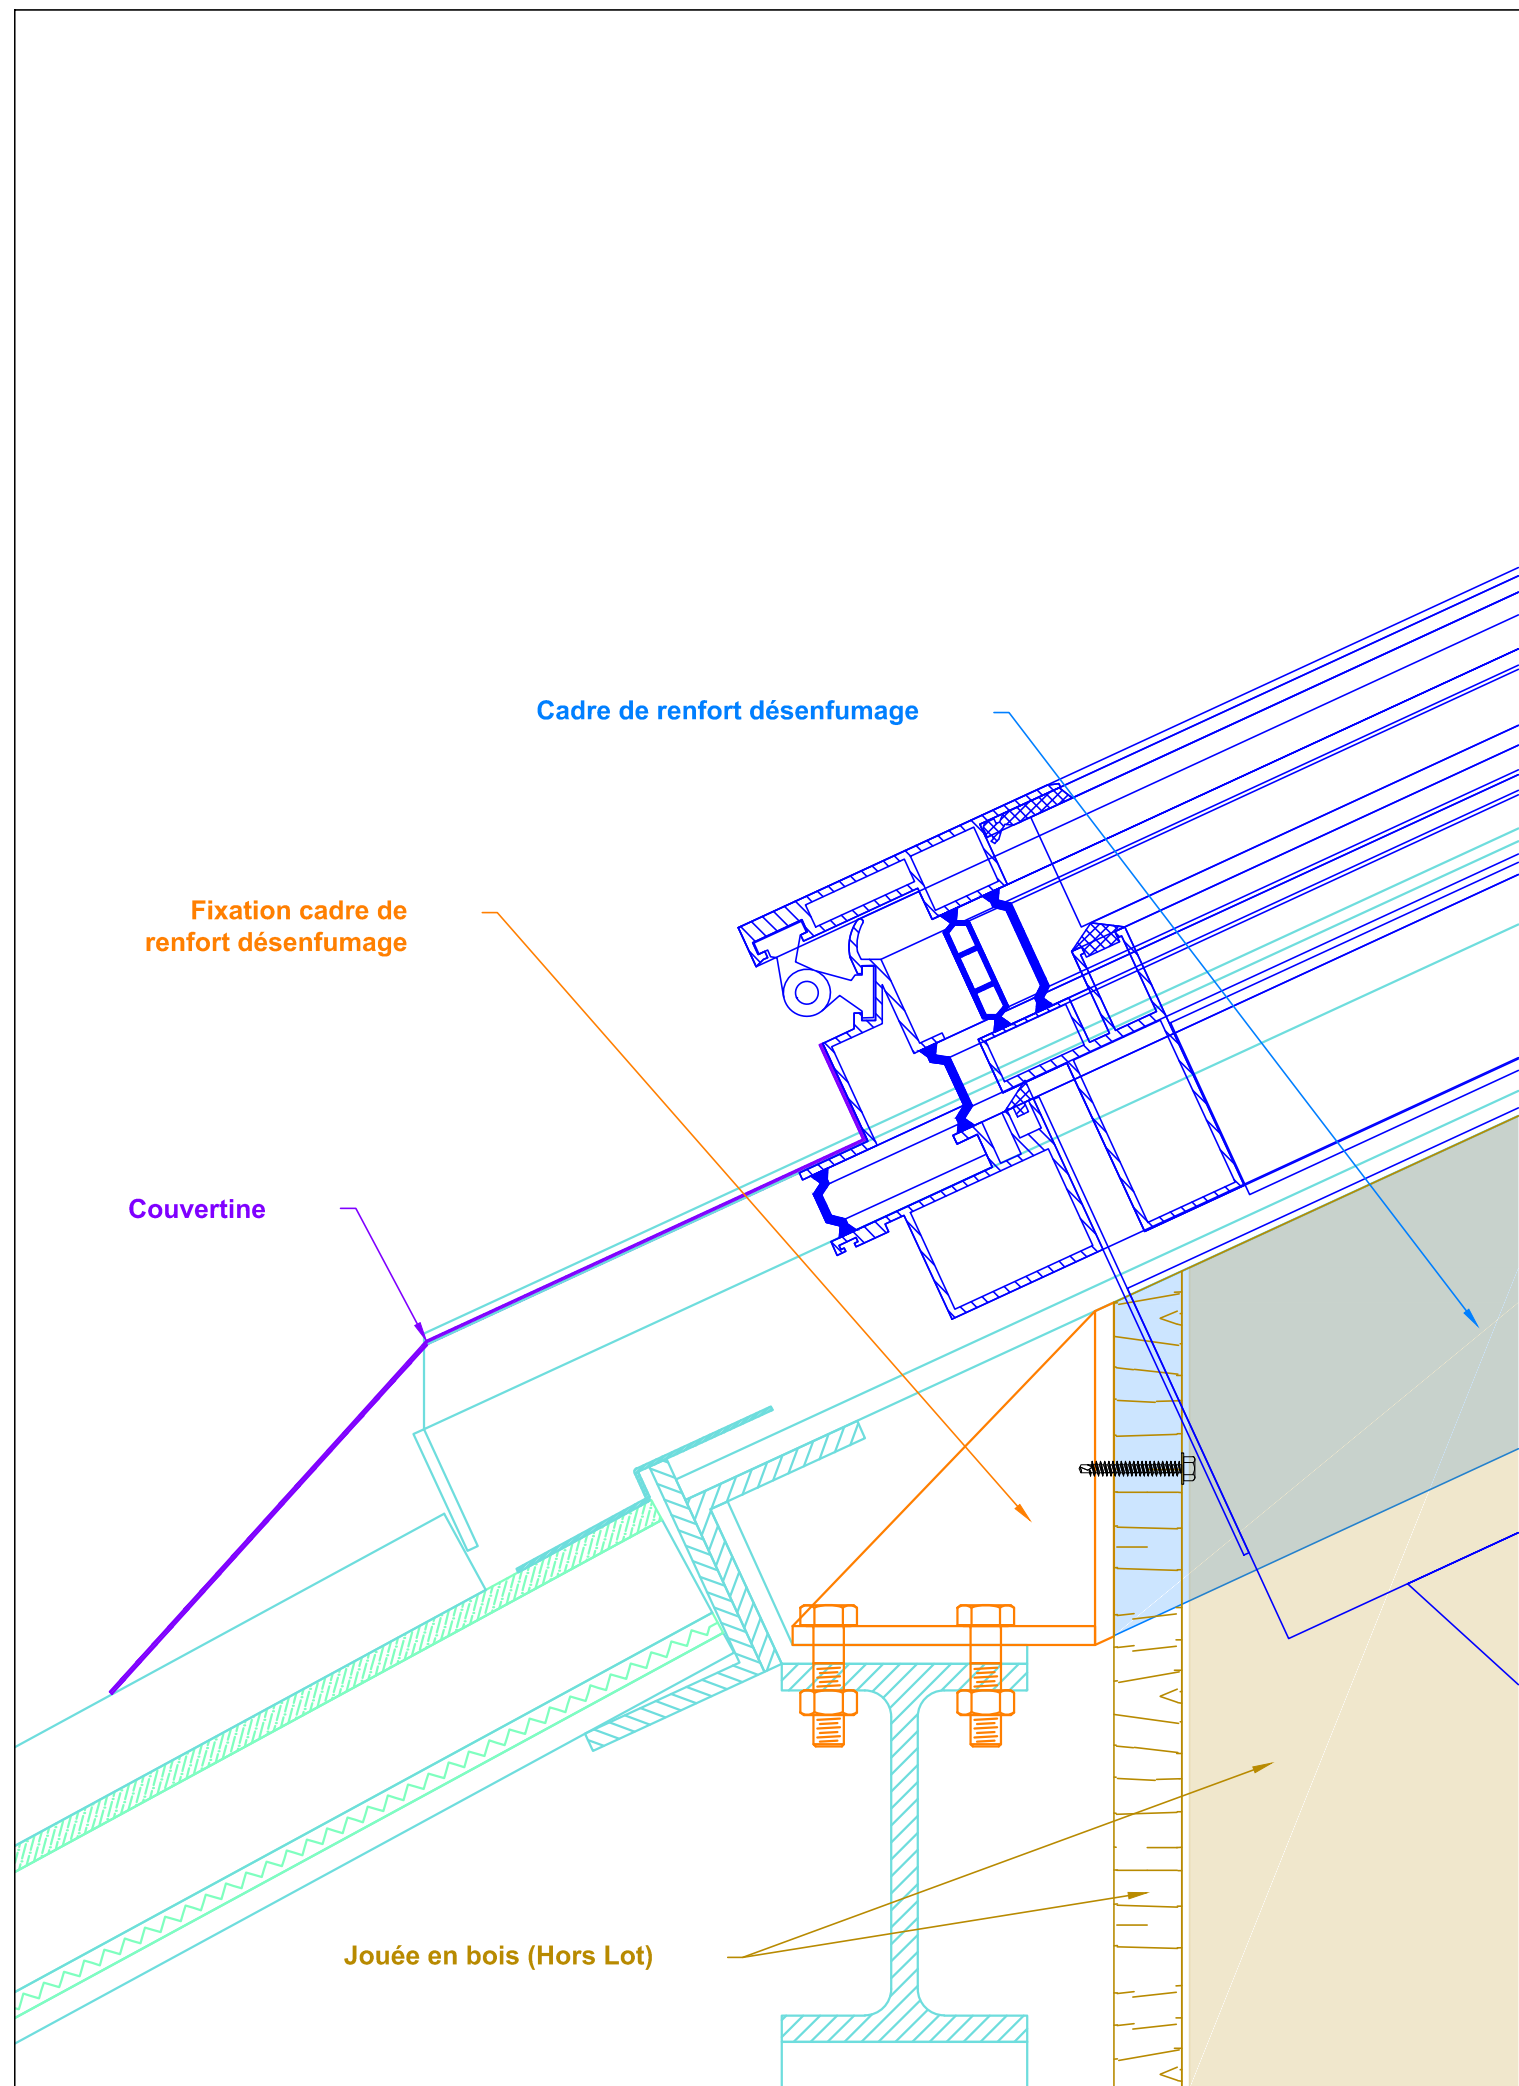 Cadre de renfort désenfumage
Fixation cadre de
renfort désenfumage
Couvertine
Jouée en bois (Hors Lot)